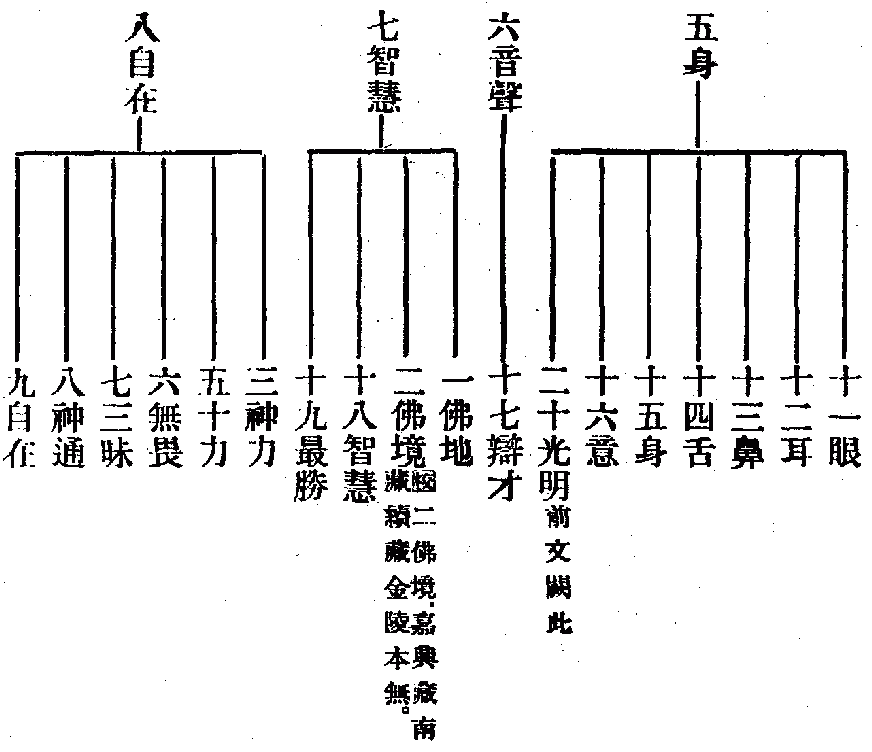 五身
十一眼
十二耳
十三鼻
十四舌
十五身
十六意
二十光明前文闕此
六音聲
十七辯才
七智慧
一佛地
二佛境圈二佛境嘉興藏南
藏績藏金陵本無。
十八智慧
十九最勝
八自在
三神力
五十力
六無畏
七三昧
八神通
九自在